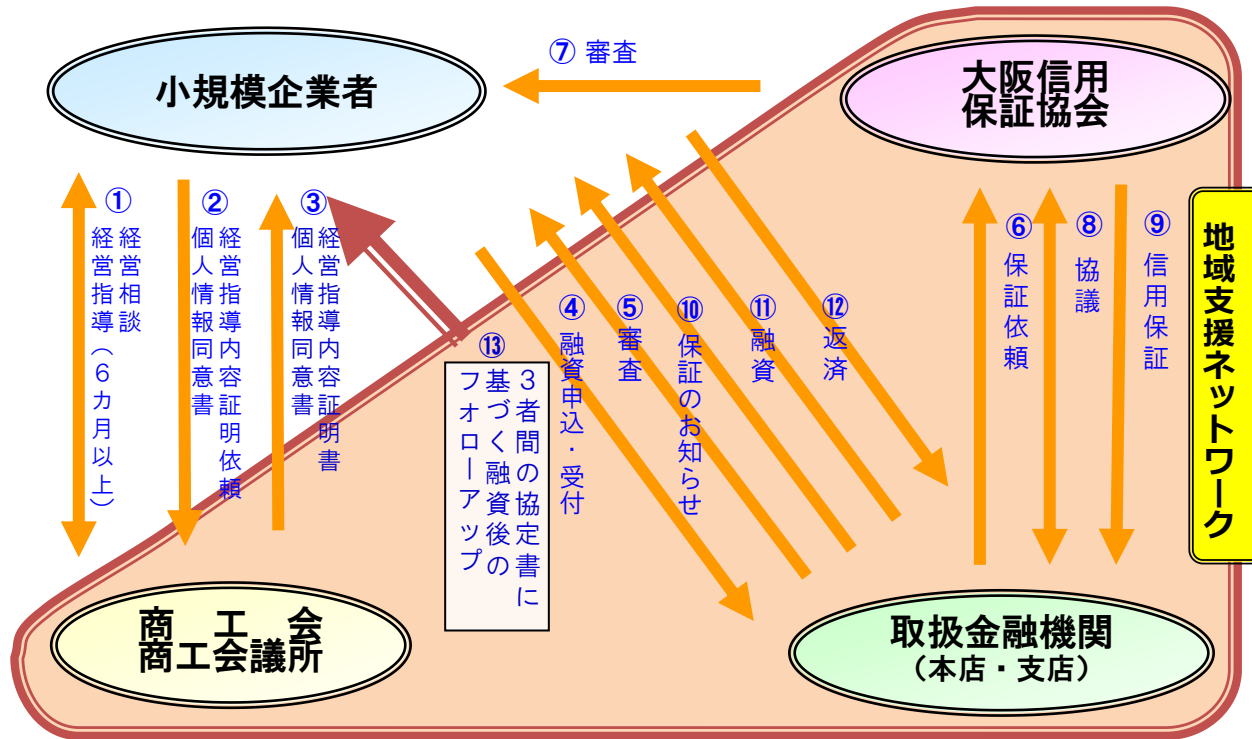 小規模企業者
⑦ 審査
大阪信用
保証協会
①
経営相談
経営指導（６カ月以上）
②
経営指導内容証明依頼
個人情報同意書
③
経営指導内容証明書
個人情報同意書
④
融資申込・受付
⑤
審査
⑩
保証のお知らせ
⑪
融資
⑫
返済
⑥
保証依頼
⑧
協議
⑨
信用保証
地域支援ネットワーク
⑬
３者間の協定書に
基づく融資後の
フォローアップ
商　工　会
商工会議所
取扱金融機関
（本店・支店）